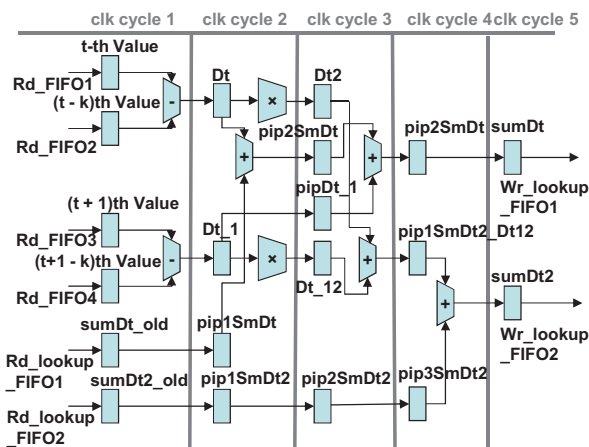 clk cycle 1 clk cycle 2 clk cycle 3 clk cycle 4 clk cycle 5
t-th Value
Rd_FIFO1
(t - k)th Value
Rd_FIFO2
-
Dt
×
Dt2
+
pip2SmDt
+
pip2SmDt
sumDt
Wr_lookup
_FIFO1
pipDt_1
(t + 1)th Value
Rd_FIFO3
(t+1 - k)th Value
Rd_FIFO4
-
Dt_1
×
Dt_12
+
pip1SmDt2_Dt12
+
sumDt2
Wr_lookup
_FIFO2
sumDt_old
pip1SmDt
Rd_lookup
_FIFO1
sumDt2_old
pip1SmDt2
pip2SmDt2
pip3SmDt2
Rd_lookup
_FIFO2